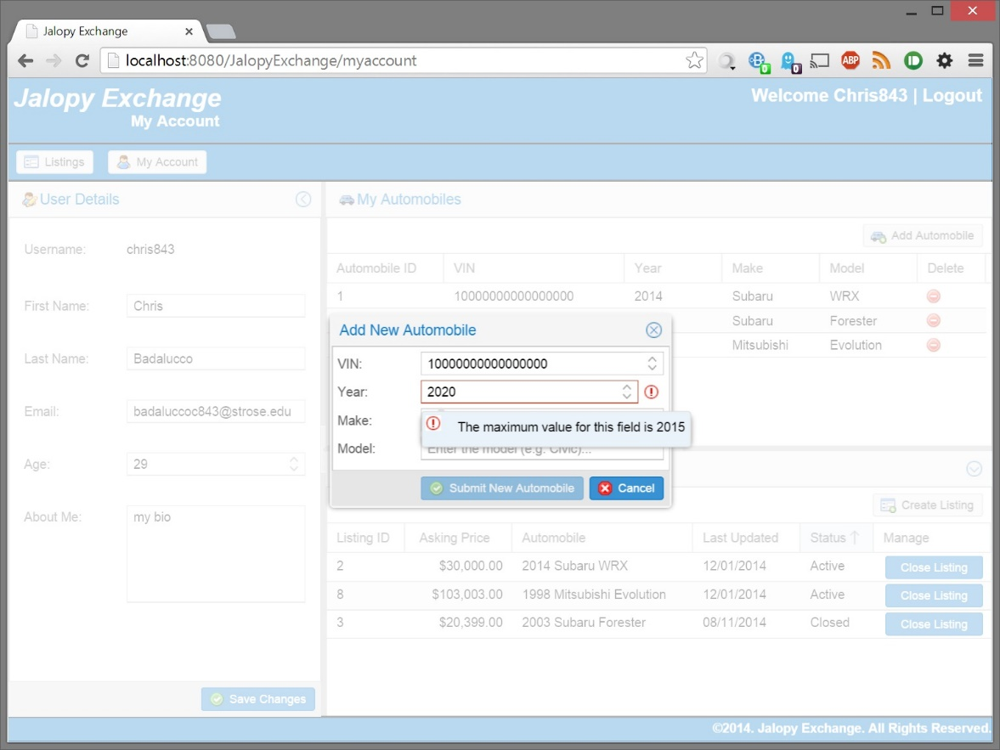 Jalopy Exchange
localhost:8080/JalopyExchange/myaccount
0
0
ABP
Jalopy Exchange
My Account
Welcome Chris843 | Logout
Listings
My Account
User Details
Username: chris843
First Name: Chris
Last Name: Badalucco
Email: badaluccoc843@strose.edu
Age: 29
About Me: my bio
Save Changes
My Automobiles
Add Automobile
Automobile ID VIN Year Make Model Delete
1 10000000000000000 2014 Subaru WRX
Subaru Forester
Mitsubishi Evolution
Add New Automobile
VIN: 10000000000000000
Year: 2020
Make:
The maximum value for this field is 2015
Model: Enter the model (e.g. Civic)...
Submit New Automobile
Cancel
Create Listing
Listing ID Asking Price Automobile Last Updated Status Manage
2 $30,000.00 2014 Subaru WRX 12/01/2014 Active Close Listing
8 $103,003.00 1998 Mitsubishi Evolution 12/01/2014 Active Close Listing
3 $20,399.00 2003 Subaru Forester 08/11/2014 Closed Close Listing
©2014. Jalopy Exchange. All Rights Reserved.